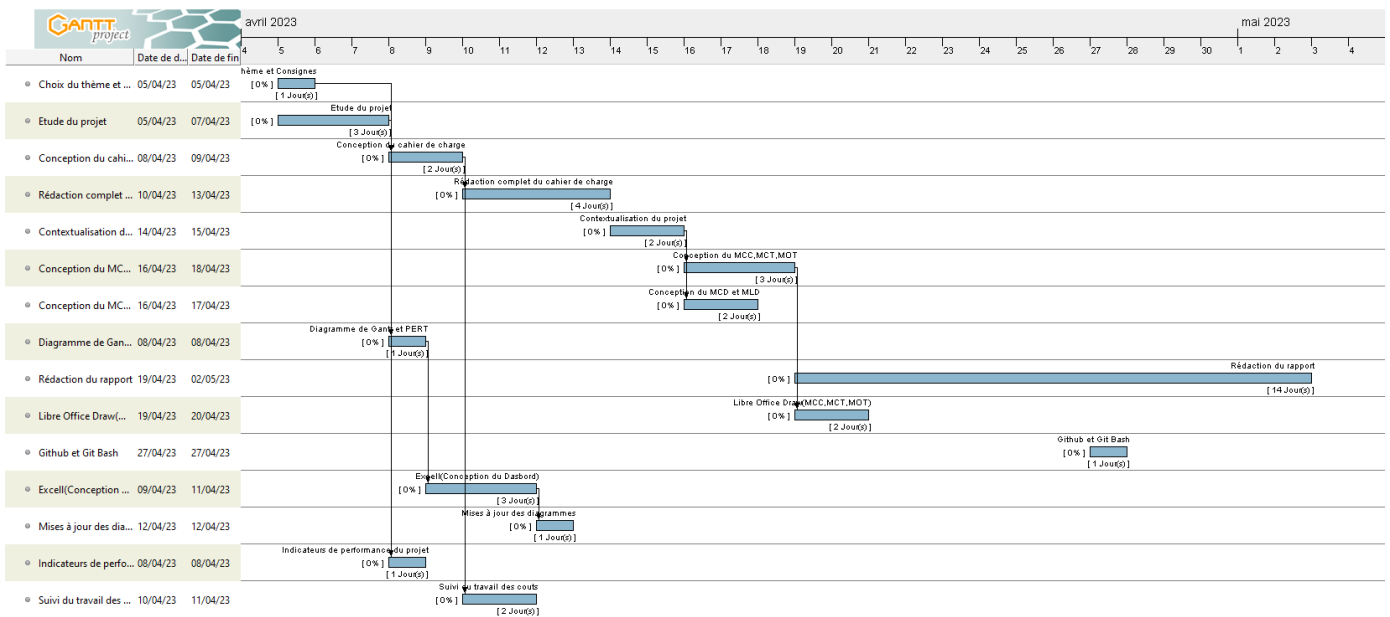 GANTT
project
avril 2023
mai 2023
Nom Date de d... Date de fin
4 5 6 7 8 9 10 11 12 13 14 15 16 17 18 19 20 21 22 23 24 25 26 27 28 29 30 1 2 3 4
hème et Consignes
Choix du thème et ... 05/04/23 05/04/23 [ 0% ]
[ 1 Jour(s) ]
Etude du projet
Etude du projet 05/04/23 07/04/23 [ 0% ]
[ 3 Jour(s) ]
Conception du cahier de charge
Conception du cahi... 08/04/23 09/04/23 [ 0% ]
[ 2 Jour(s) ]
Rédaction complet du cahier de charge
Rédaction complet ... 10/04/23 13/04/23 [ 0% ]
[ 4 Jour(s) ]
Contextualisation du projet
Contextualisation d... 14/04/23 15/04/23 [ 0% ]
[ 2 Jour(s) ]
Conception du MCC,MCT,MOT
Conception du MC... 16/04/23 18/04/23 [ 0% ]
[ 3 Jour(s) ]
Conception du MCD et MLD
Conception du MC... 16/04/23 17/04/23 [ 0% ]
[ 2 Jour(s) ]
Diagramme de Gantt et PERT
Diagramme de Gan... 08/04/23 08/04/23 [ 0% ]
[ 1 Jour(s) ]
Rédaction du rapport
Rédaction du rapport 19/04/23 02/05/23 [ 0% ]
[ 14 Jour(s) ]
Libre Office Draw(MCC,MCT,MOT)
Libre Office Draw(... 19/04/23 20/04/23 [ 0% ]
[ 2 Jour(s) ]
Github et Git Bash
Github et Git Bash 27/04/23 27/04/23 [ 0% ]
[ 1 Jour(s) ]
Excell(Conception du Dasbord)
Excell(Conception ... 09/04/23 11/04/23 [ 0% ]
[ 3 Jour(s) ]
Mises à jour des diagrammes
Mises à jour des dia... 12/04/23 12/04/23 [ 0% ]
[ 1 Jour(s) ]
Indicateurs de performance du projet
Indicateurs de perfo... 08/04/23 08/04/23 [ 0% ]
[ 1 Jour(s) ]
Suivi du travail des couts
Suivi du travail des ... 10/04/23 11/04/23 [ 0% ]
[ 2 Jour(s) ]